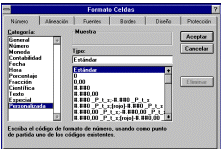 Formato Celdas
Número Alineación Fuentes Bordes Diseño Protección
Categoría:
General
Número
Moneda
Contabilidad
Fecha
Hora
Porcentaje
Fracción
Científica
Texto
Especial
Personalizada
Muestra
Tipo:
Estándar
Estándar
0
0,00
#.##0
#.##0,00
Aceptar
Cancelar
Eliminar
Escriba el código de formato de número, usando como punto
de partida uno de los códigos existentes.